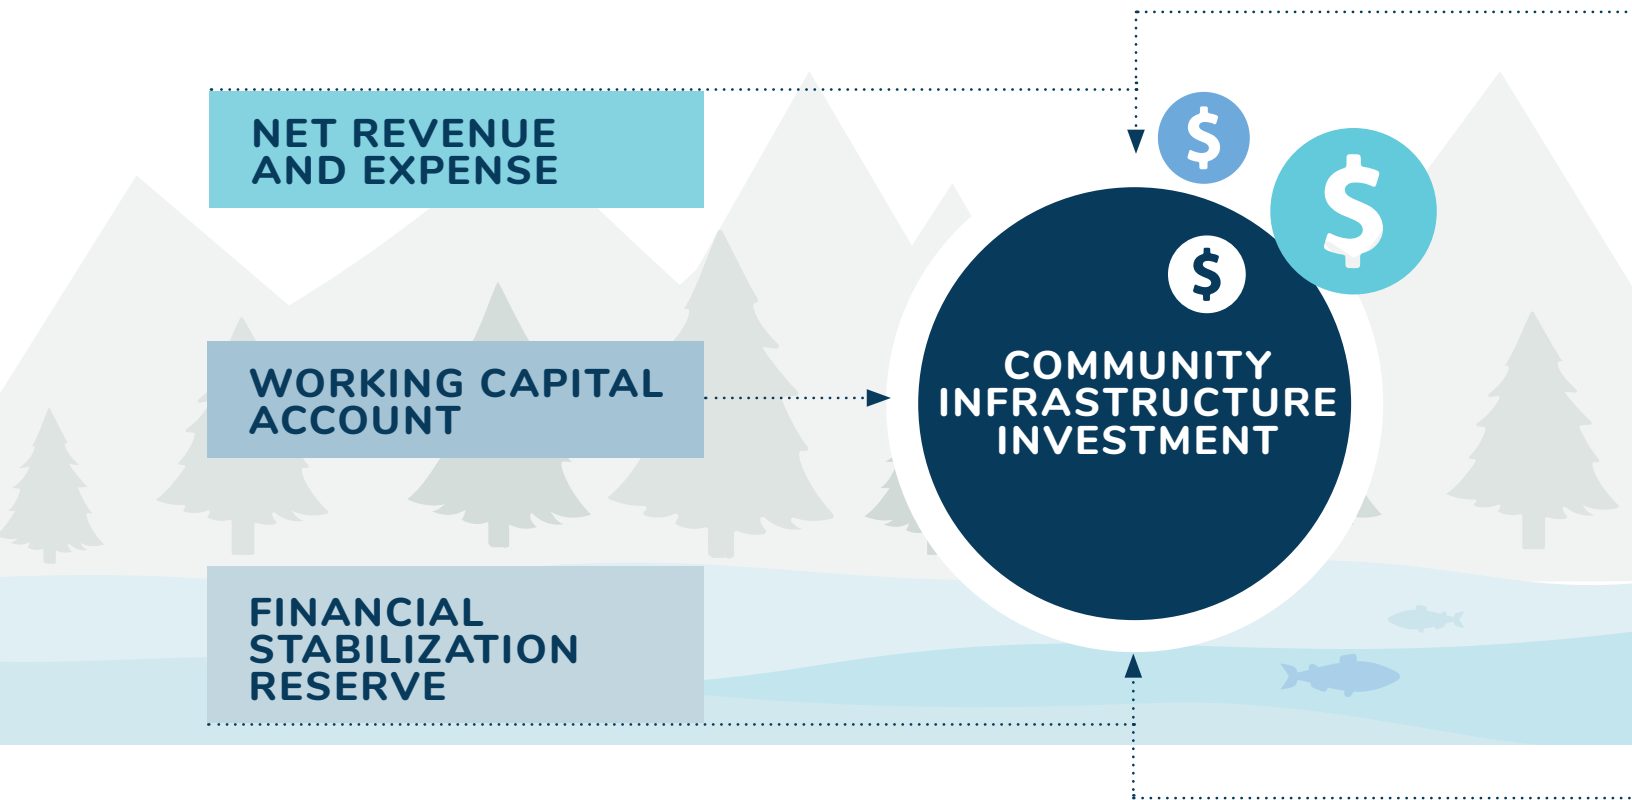 NET REVENUE
AND EXPENSE
$
$
$
WORKING CAPITAL
ACCOUNT
COMMUNITY
INFRASTRUCTURE
INVESTMENT
FINANCIAL
STABILIZATION
RESERVE